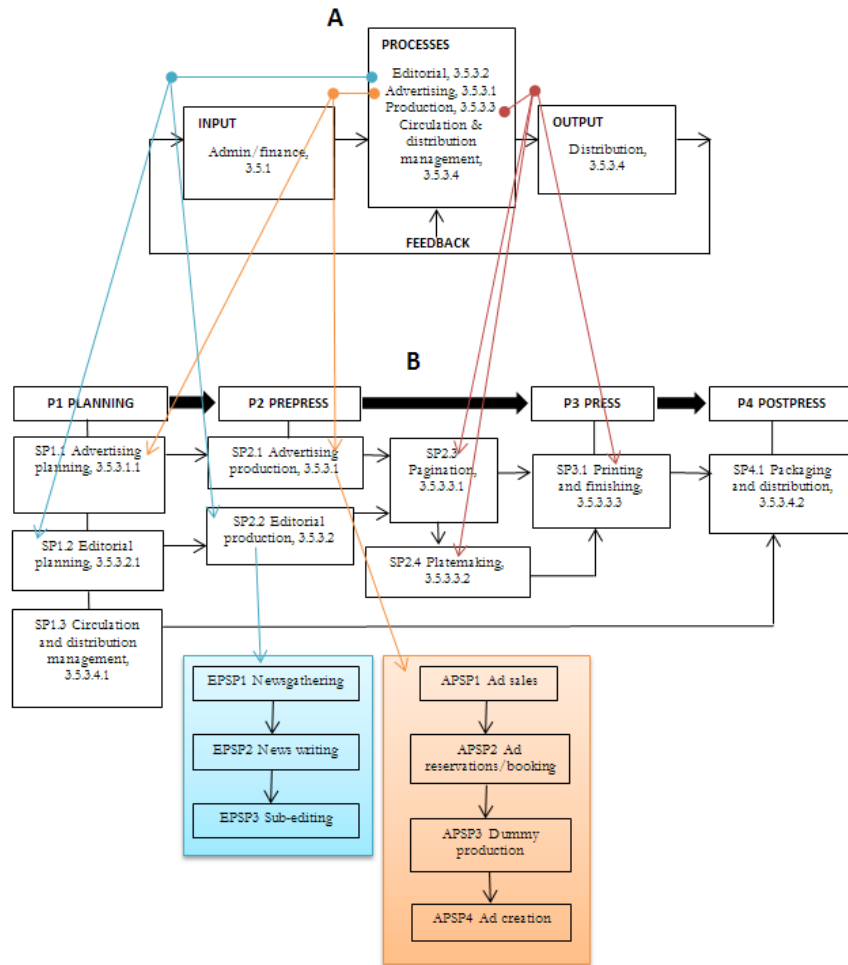 A
PROCESSES
Editorial, 3.5.3.2
Advertising, 3.5.3.1
Production, 3.5.3.3
Circulation &
distribution
management,
3.5.3.4
INPUT
Admin/finance,
3.5.1
OUTPUT
Distribution,
3.5.3.4
FEEDBACK
B
P1 PLANNING
P2 PREPRESS
P3 PRESS
P4 POSTPRESS
SP1.1 Advertising
planning, 3.5.3.1.1
SP2.1 Advertising
production, 3.5.3.1
SP2.3
Pagination,
3.5.3.3.1
SP3.1 Printing
and finishing,
3.5.3.3.3
SP4.1 Packaging
and distribution,
3.5.3.4.2
SP1.2 Editorial
planning, 3.5.3.2.1
SP2.2 Editorial
production, 3.5.3.2
SP2.4 Platemaking,
3.5.3.3.2
SP1.3 Circulation
and distribution
management,
3.5.3.4.1
EPSP1 Newsgathering
EPSP2 News writing
EPSP3 Sub-editing
APSP1 Ad sales
APSP2 Ad
reservations/booking
APSP3 Dummy
production
APSP4 Ad creation